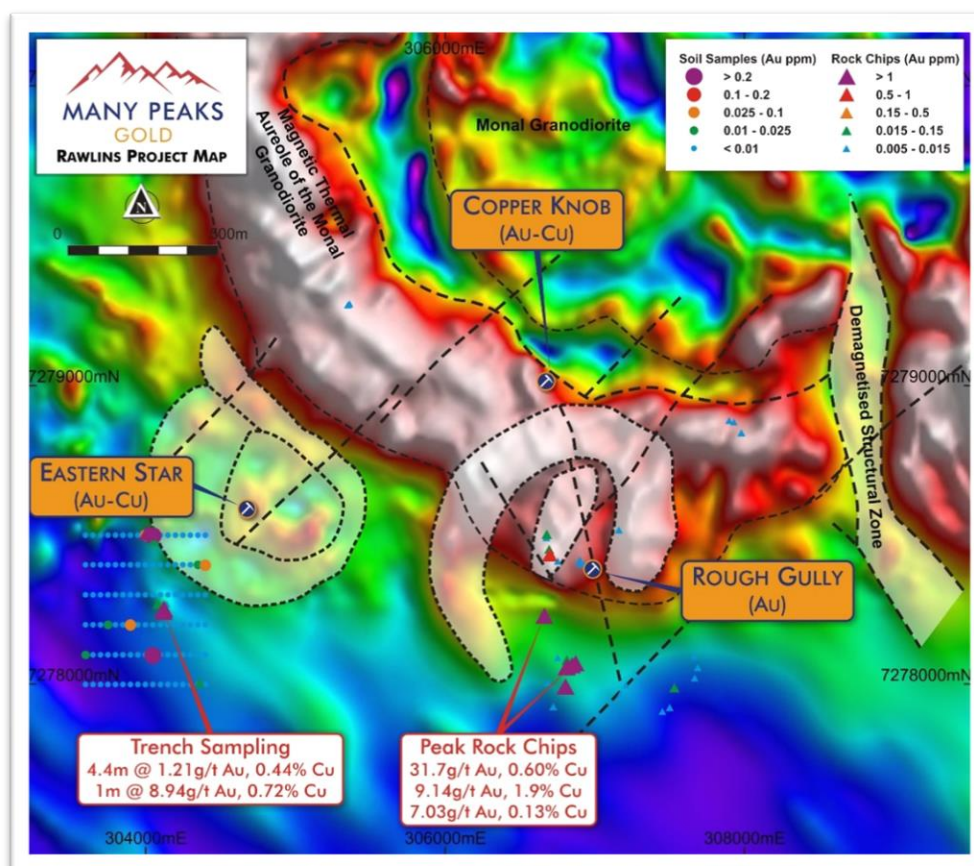 MANY PEAKS
GOLD
RAWLINS PROJECT MAP
N
0
306000mE
Soil Samples (Au ppm)
> 0.2
0.1 - 0.2
0.025 - 0.1
0.01 - 0.025
< 0.01
Rock Chips (Au ppm)
> 1
0.5 - 1
0.15 - 0.5
0.015 - 0.15
0.005 - 0.015
Monal Granodiorite
Magnetic Thermal
Aureole of the Monal
Granodiorite
COPPER KNOB
(Au-Cu)
Demagnetised Structural Zone
7279000mN
7279000mN
EASTERN STAR
(Au-Cu)
ROUGH GULLY
(Au)
7278000mN
7278000mN
Trench Sampling
4.4m @ 1.21g/t Au, 0.44% Cu
1m @ 8.94g/t Au, 0.72% Cu
Peak Rock Chips
31.7g/t Au, 0.60% Cu
9.14g/t Au, 1.9% Cu
7.03g/t Au, 0.13% Cu
304000mE
306000mE
308000mE